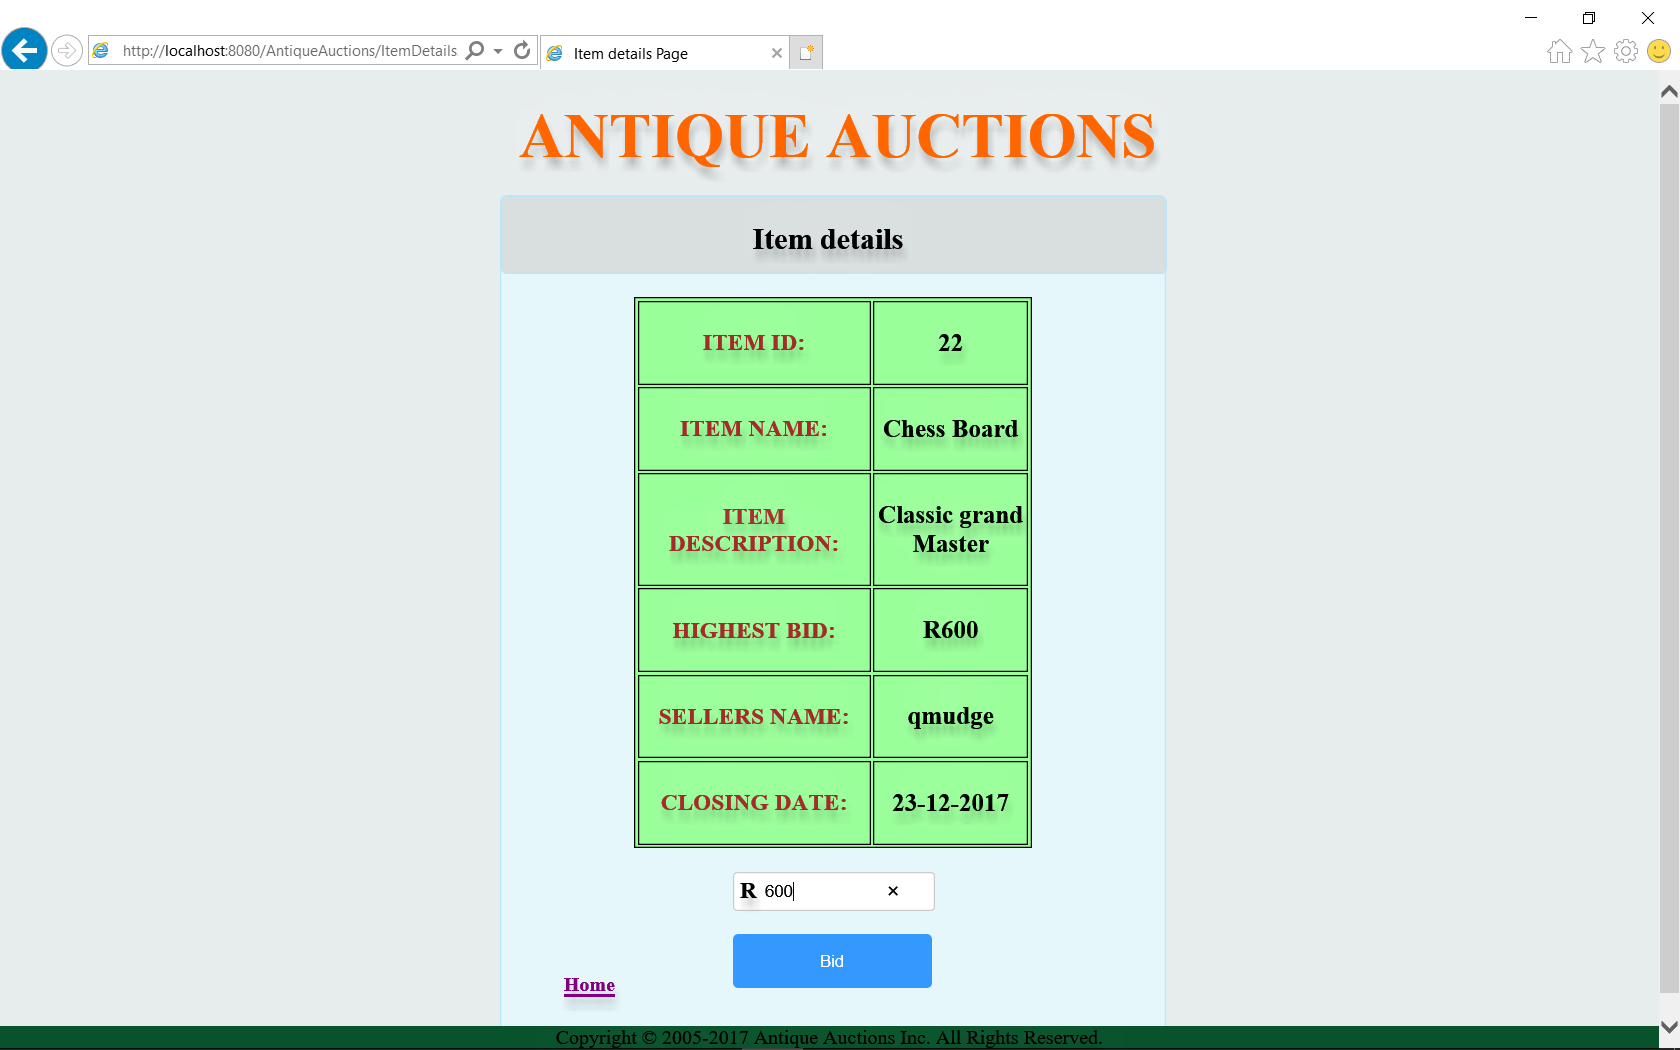 http://localhost:8080/AntiqueAuctions/ItemDetails
Item details Page
ANTIQUE AUCTIONS
Item details
ITEM ID: 22
ITEM NAME: Chess Board
ITEM DESCRIPTION: Classic grand Master
HIGHEST BID: R600
SELLERS NAME: qmudge
CLOSING DATE: 23-12-2017
R 600
Bid
Home
Copyright © 2005-2017 Antique Auctions Inc. All Rights Reserved.